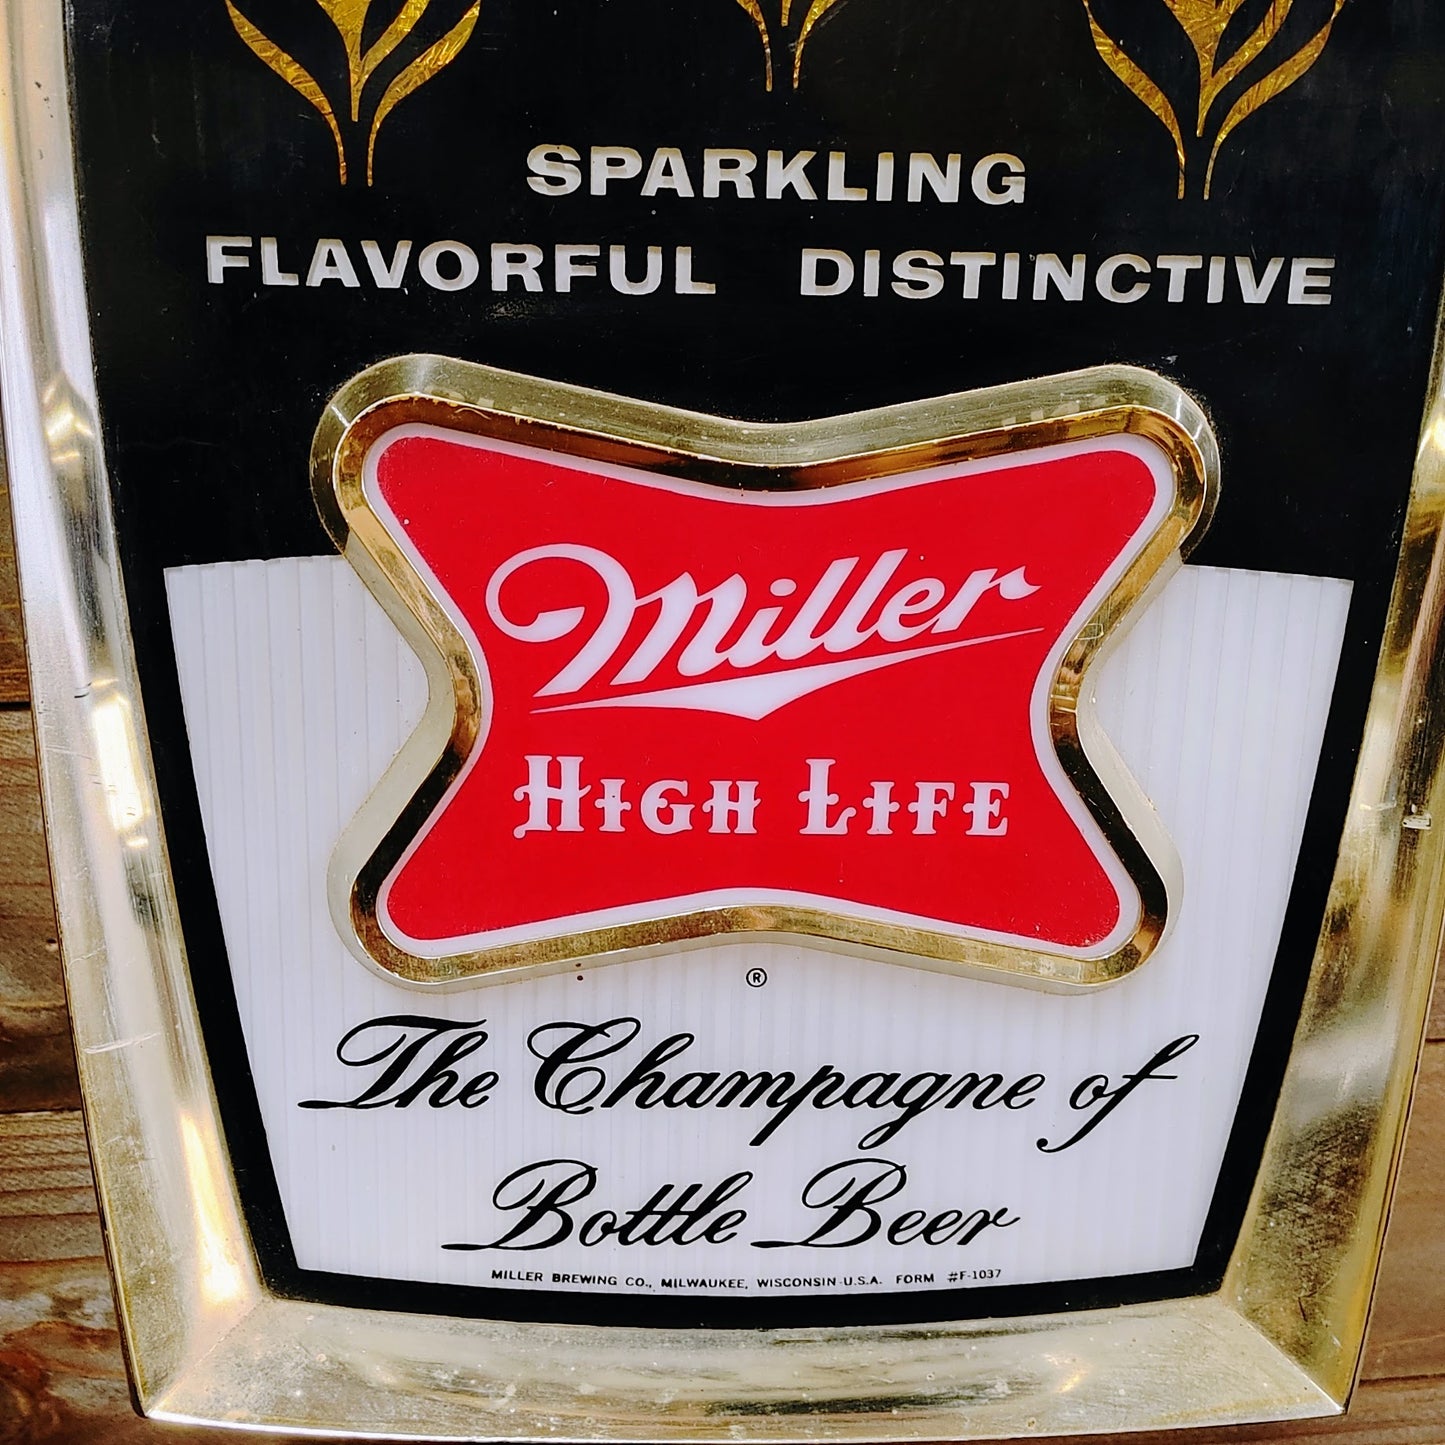 SPARKLING
FLAVORFUL DISTINCTIVE
Miller
HIGH LIFE
®
The Champagne of
Bottle Beer
MILLER BREWING CO., MILWAUKEE, WISCONSIN-U.S.A. FORM #F-1037